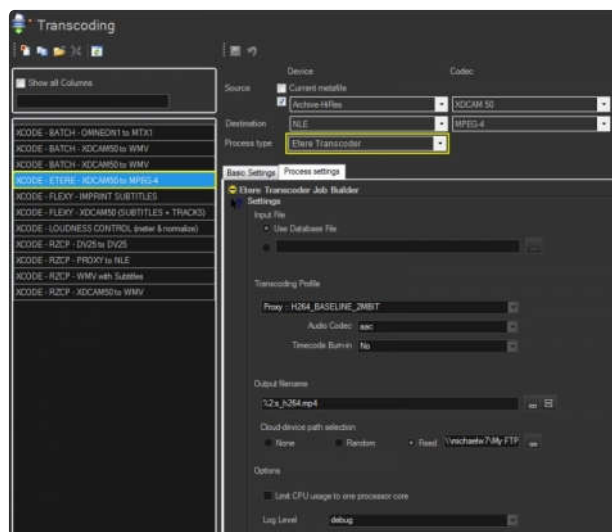 Transcoding
Show all Columns
XCODE - BATCH - OMNEON1 to MTX1
XCODE - BATCH - XDCAM50 to WMV
XCODE - BATCH - XDCAM50 to WMV
XCODE - ETERE - XDCAM50 to MPEG-4
XCODE - FLEXY - IMPRINT SUBTITLES
XCODE - FLEXY - XDCAM50 (SUBTITLES + TRACKS)
XCODE - LOUDNESS CONTROL (meter & normalize)
XCODE - RZCP - DV25 to DV25
XCODE - RZCP - PROXY to NLE
XCODE - RZCP - WMV with Subtitles
XCODE - RZCP - XDCAM50 to WMV
Device Codec
Source Current metafile
Archive-HiRes XDCAM 50
Destination NLE MPEG-4
Process type Etere Transcoder
Basic Settings Process settings
Etere Transcoder Job Builder
Settings
Input File
Use Database File
Transcoding Profile
Proxy - H264_BASELINE_2MBIT
Audio Codec aac
Timecode Burn-in No
Output filename
%2:s_h264.mp4
Cloud-device path selection
None Random Fixed \\michaelw7\My FTP
Options
Limit CPU usage to one processor core
Log Level debug